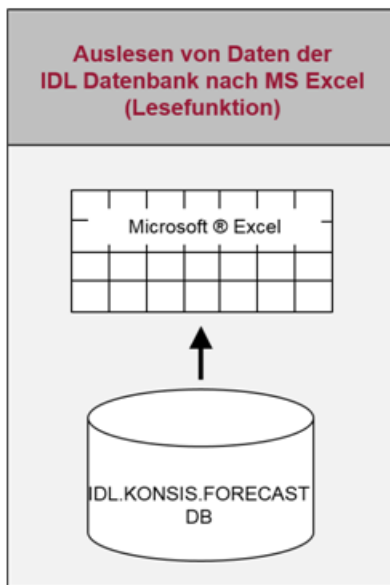 Auslesen von Daten der
IDL Datenbank nach MS Excel
(Lesefunktion)
Microsoft ® Excel
IDL.KONSIS.FORECAST
DB